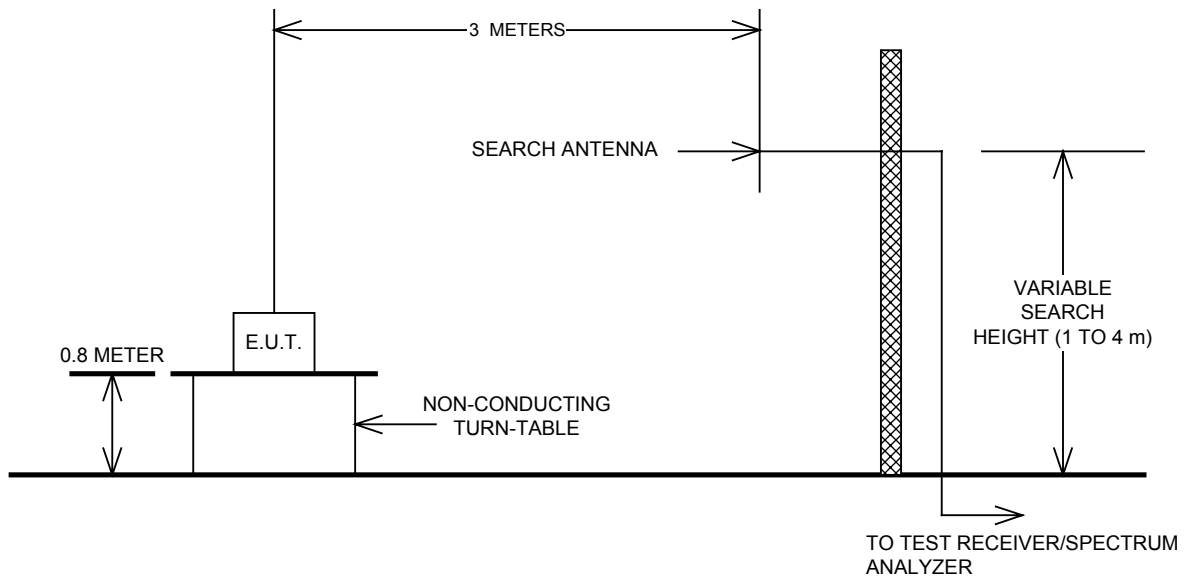 3 METERS
SEARCH ANTENNA
E.U.T.
0.8 METER
NON-CONDUCTING
TURN-TABLE
VARIABLE
SEARCH
HEIGHT (1 TO 4 m)
TO TEST RECEIVER/SPECTRUM
ANALYZER